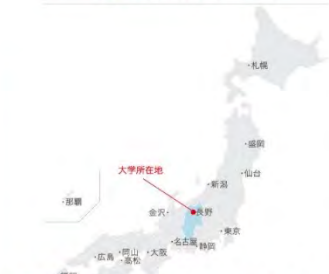 ・札幌
・盛岡
大学所在地
・仙台
・新潟
・那覇
金沢・
長野
・東京
・名古屋
・静岡
・広島
・岡山
・大阪
・高松